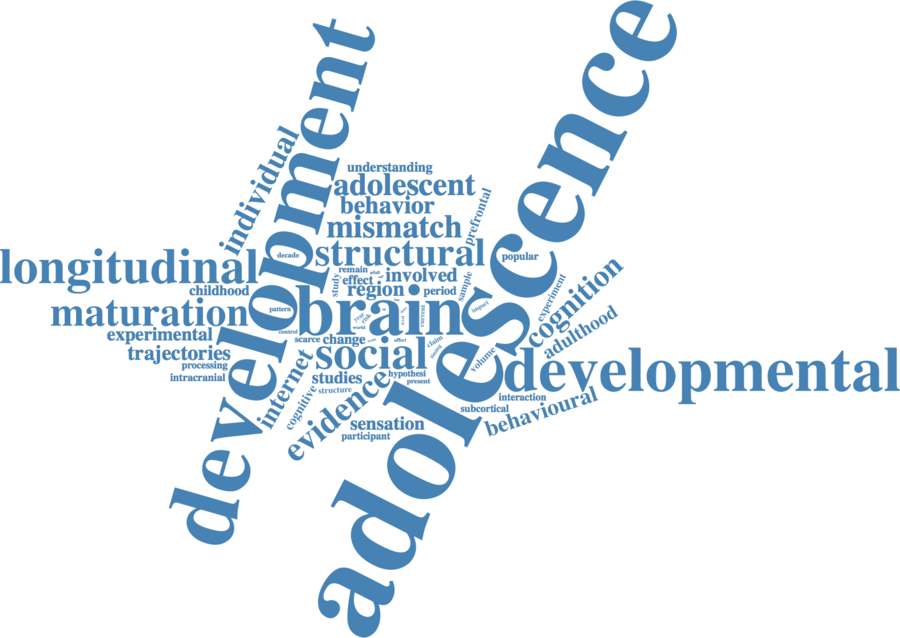 adolescence
development
developmental
brain
longitudinal
maturation
social
structural
mismatch
adolescent
behavior
individual
understanding
prefrontal
popular
cognition
experiment
adulthood
behavioural
interaction
subcortical
evidence
sensation
participant
internet
cognitive
structure
studies
hypothesi
present
volume
claim
change
scarce
effect
control
pattern
decade
childhood
experimental
trajectories
processing
intracranial
remain
effect
study
involved
region
period
sample
impact
current
year
risk
world